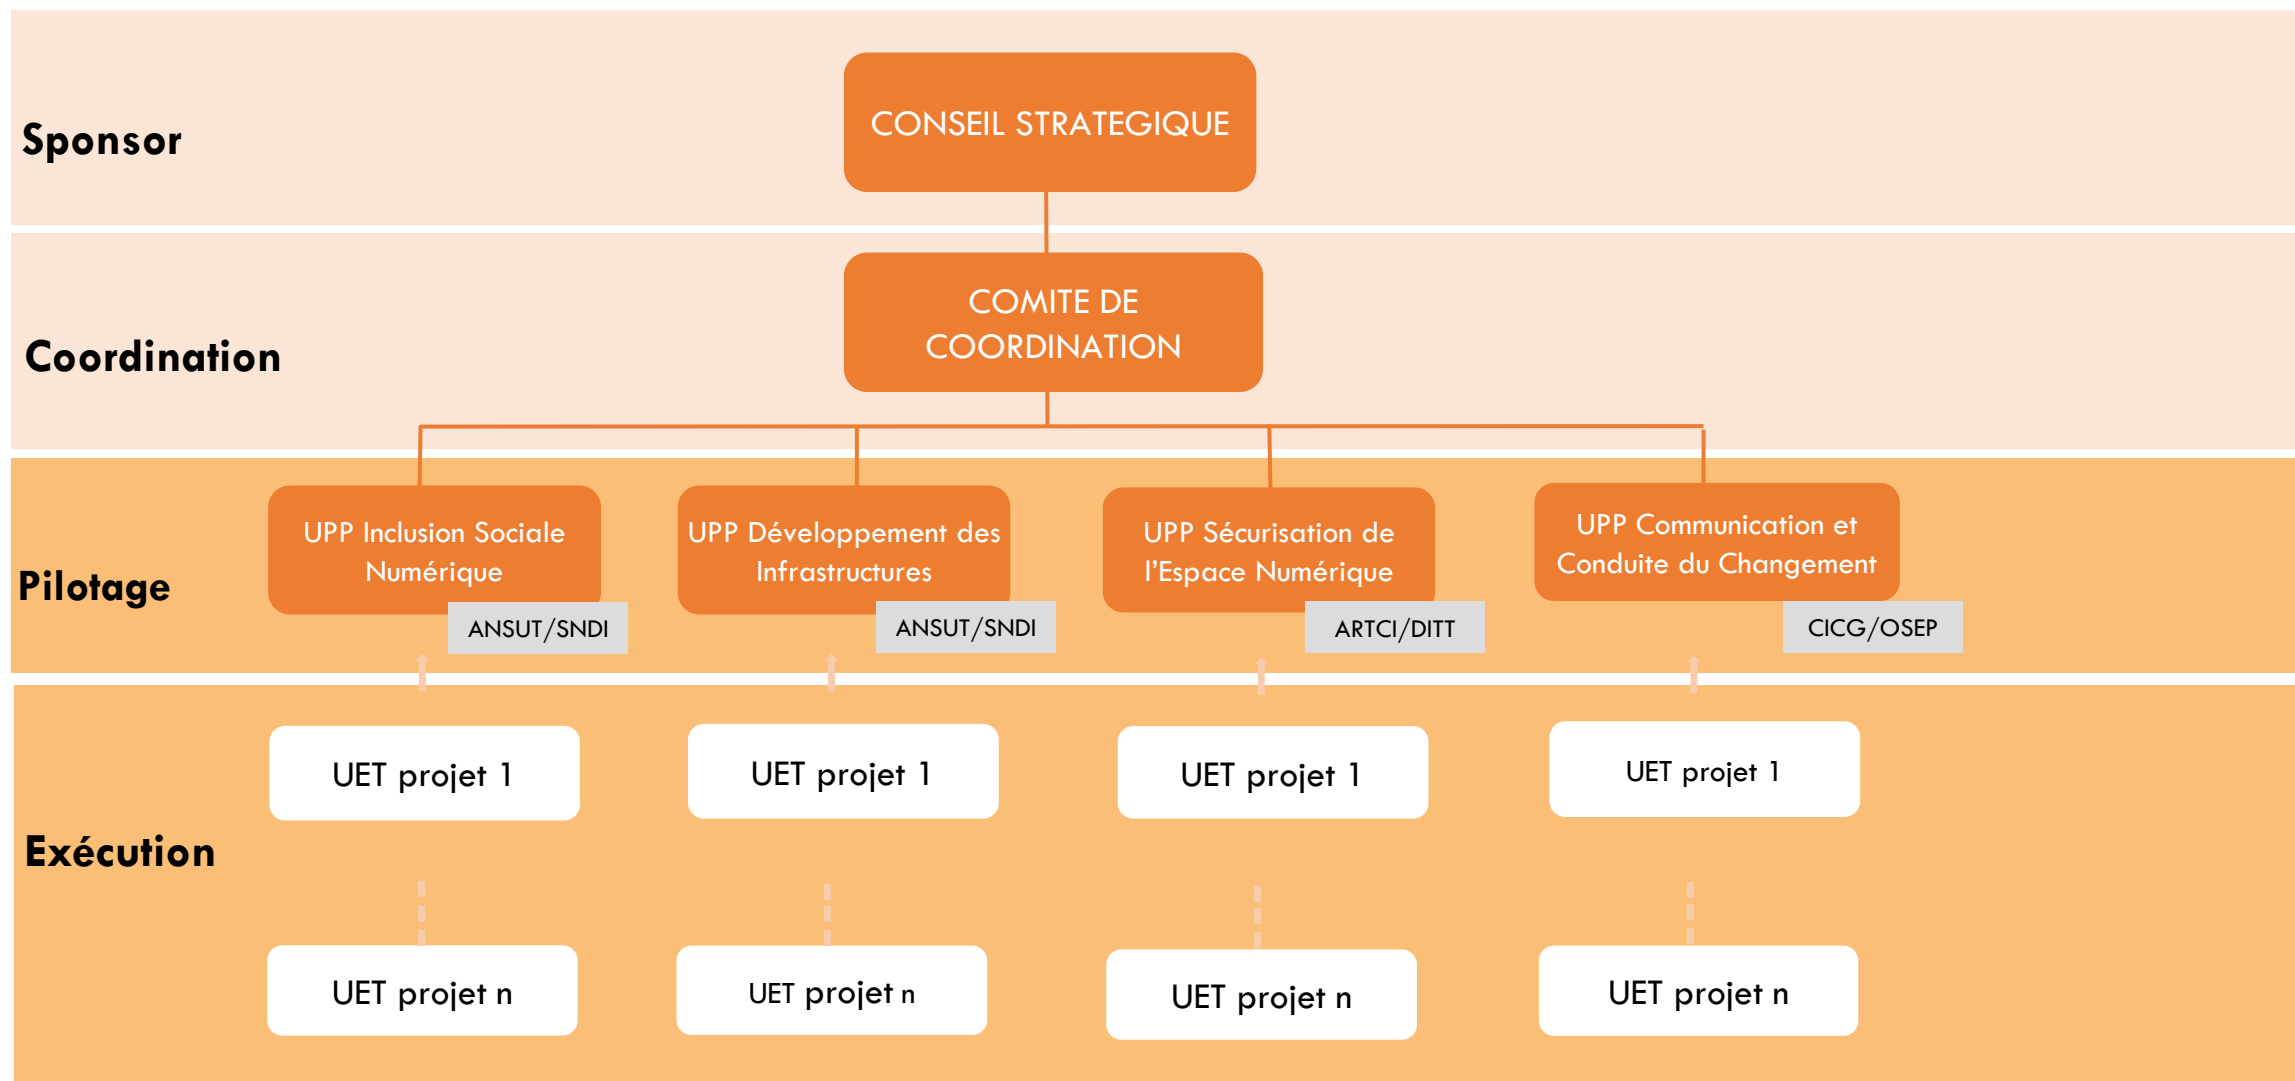 Sponsor
CONSEIL STRATEGIQUE
Coordination
COMITE DE
COORDINATION
Pilotage
UPP Inclusion Sociale
Numérique
ANSUT/SNDI
UPP Développement des
Infrastructures
ANSUT/SNDI
UPP Sécurisation de
l’Espace Numérique
ARTCI/DITT
UPP Communication et
Conduite du Changement
CICG/OSEP
Exécution
UET projet 1
UET projet 1
UET projet 1
UET projet 1
UET projet n
UET projet n
UET projet n
UET projet n